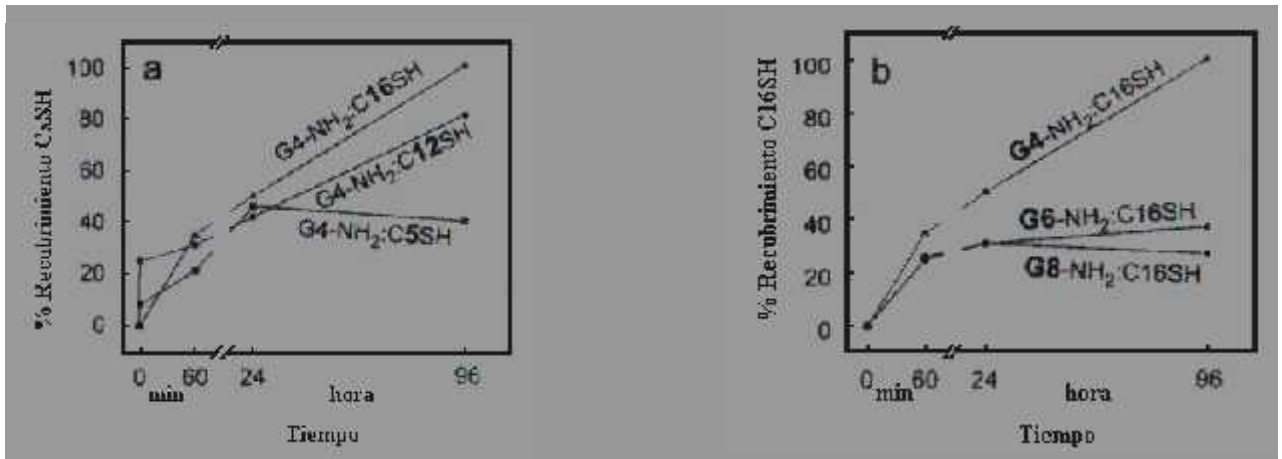 a
% Recubrimiento CxSH
100
80
60
40
20
0
G4-NH2:C16SH
G4-NH2:C12SH
G4-NH2:C5SH
0 60 24 96
min hora
Tiempo
b
% Recubrimiento C16SH
100
80
60
40
20
0
G4-NH2:C16SH
G6-NH2:C16SH
G8-NH2:C16SH
0 60 24 96
min hora
Tiempo